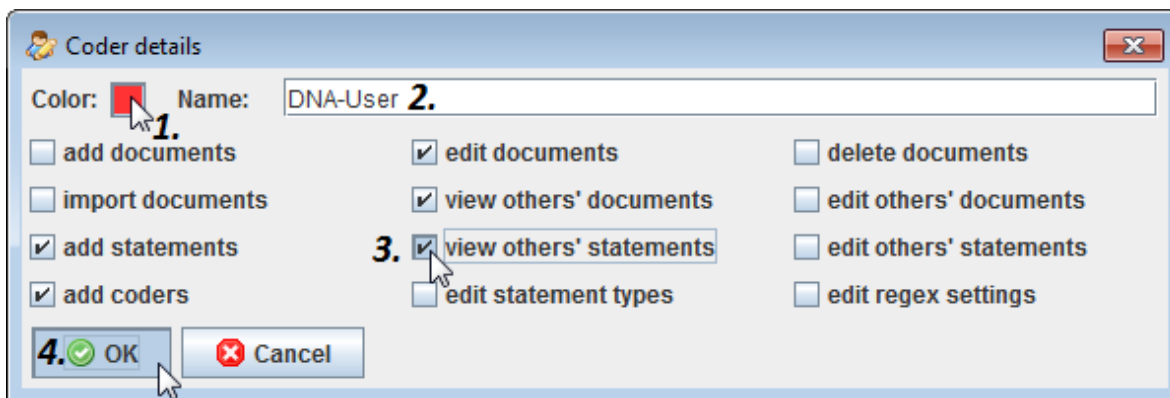 Coder details
Color: 1. Name: DNA-User 2.
add documents edit documents delete documents
import documents view others' documents edit others' documents
add statements 3. view others' statements edit others' statements
add coders edit statement types edit regex settings
4. OK Cancel